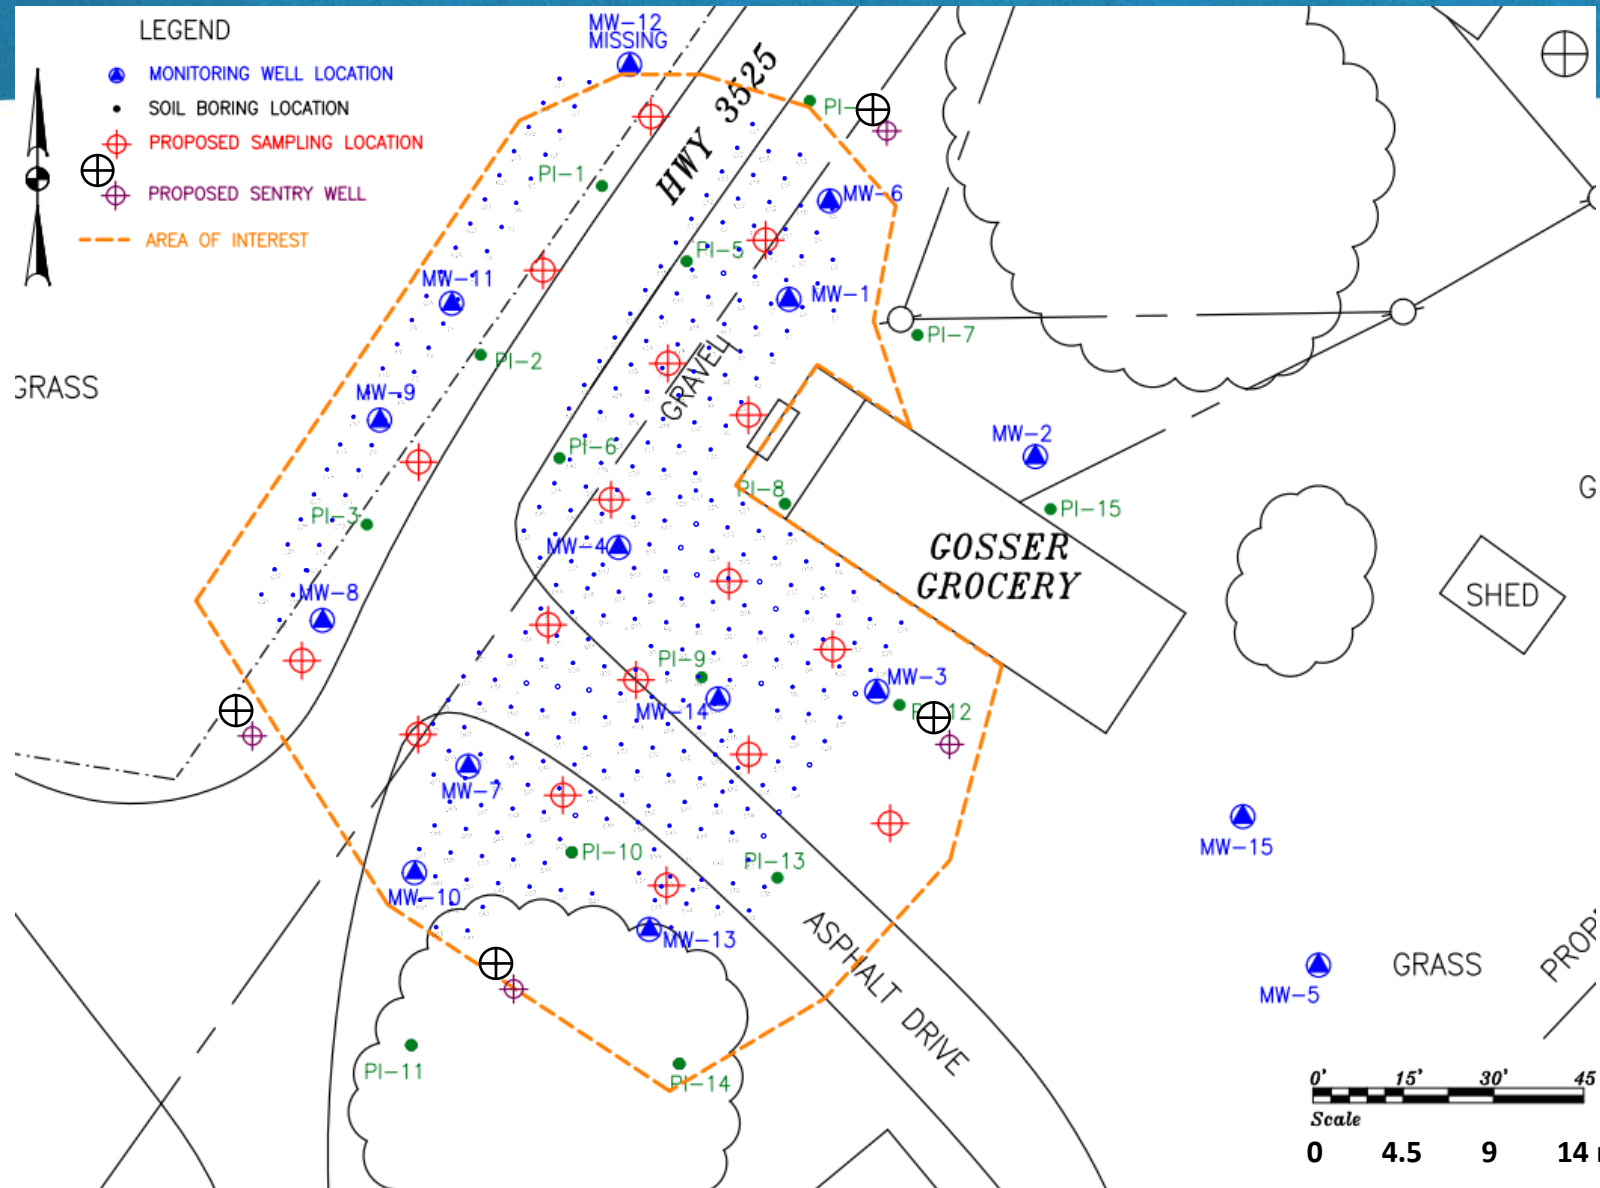 LEGEND
MONITORING WELL LOCATION
SOIL BORING LOCATION
PROPOSED SAMPLING LOCATION
PROPOSED SENTRY WELL
AREA OF INTEREST
MW-12
MISSING
HWY 3525
PI-
PI-1
MW-6
PI-5
MW-11
MW-1
PI-7
PI-2
GRAVEL
GRASS
MW-9
MW-2
PI-6
PI-8
G
PI-15
PI-3
MW-4
GOSSER
GROCERY
MW-8
SHED
PI-9
MW-3
MW-14
12
MW-7
MW-15
PI-10
PI-13
MW-10
MW-13
ASPHALT DRIVE
GRASS
PROP
MW-5
PI-11
PI-14
0' 15' 30' 45
Scale
0 4.5 9 14